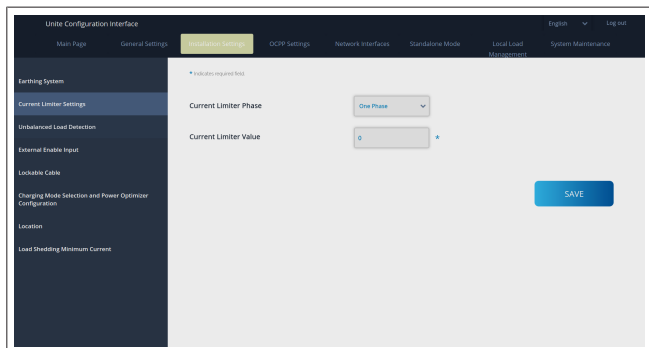 Unite Configuration Interface
English
Log out
Main Page
General Settings
Installation Settings
OCPP Settings
Network Interfaces
Standalone Mode
Local Load
Management
System Maintenance
Earthing System
Current Limiter Settings
Unbalanced Load Detection
External Enable Input
Lockable Cable
Charging Mode Selection and Power Optimizer
Configuration
Location
Load Shedding Minimum Current
* indicates required field.
Current Limiter Phase
One Phase
Current Limiter Value
0
*
SAVE